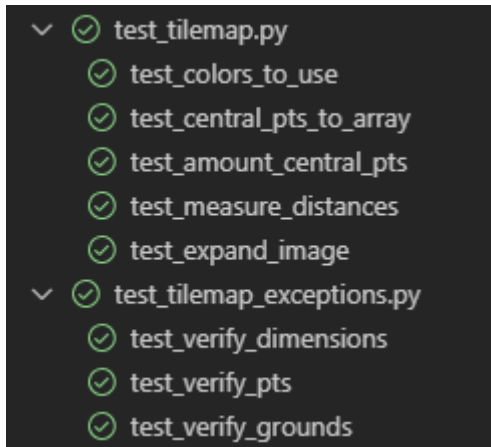 test_tilemap.py
test_colors_to_use
test_central_pts_to_array
test_amount_central_pts
test_measure_distances
test_expand_image
test_tilemap_exceptions.py
test_verify_dimensions
test_verify_pts
test_verify_grounds